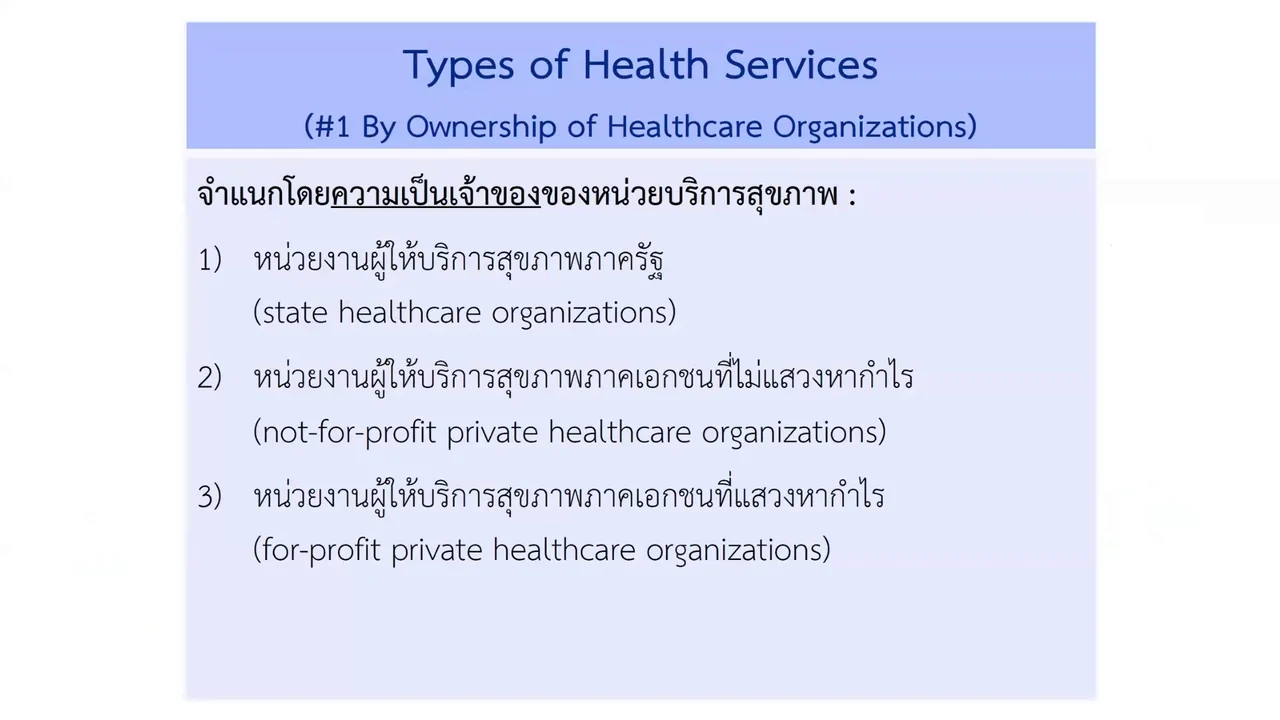 Types of Health Services
(#1 By Ownership of Healthcare Organizations)
จำแนกโดยความเป็นเจ้าของของหน่วยบริการสุขภาพ :
1) หน่วยงานผู้ให้บริการสุขภาพภาครัฐ
(state healthcare organizations)
2) หน่วยงานผู้ให้บริการสุขภาพภาคเอกชนที่ไม่แสวงหากำไร
(not-for-profit private healthcare organizations)
3) หน่วยงานผู้ให้บริการสุขภาพภาคเอกชนที่แสวงหากำไร
(for-profit private healthcare organizations)